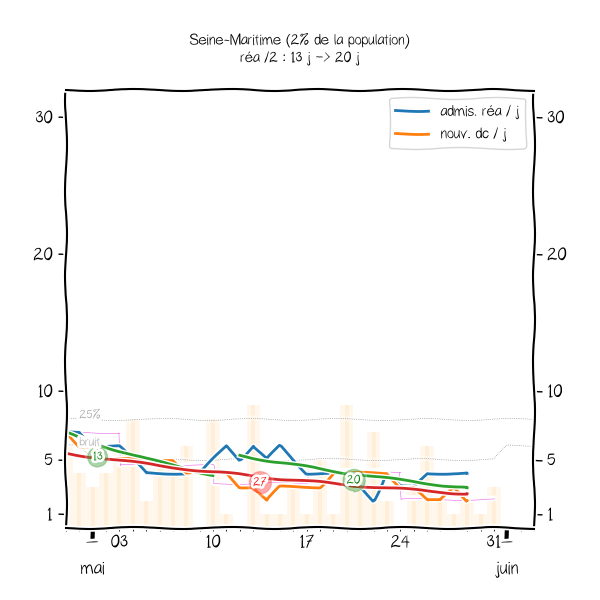 Seine-Maritime (2% de la population)
réa /2 : 13 j -> 20 j
admis. réa / j
nouv. dc / j
30 30
20 20
10 10
25%
bruit
13
27
20
5 5
1 1
03 10 17 24 31
mai juin